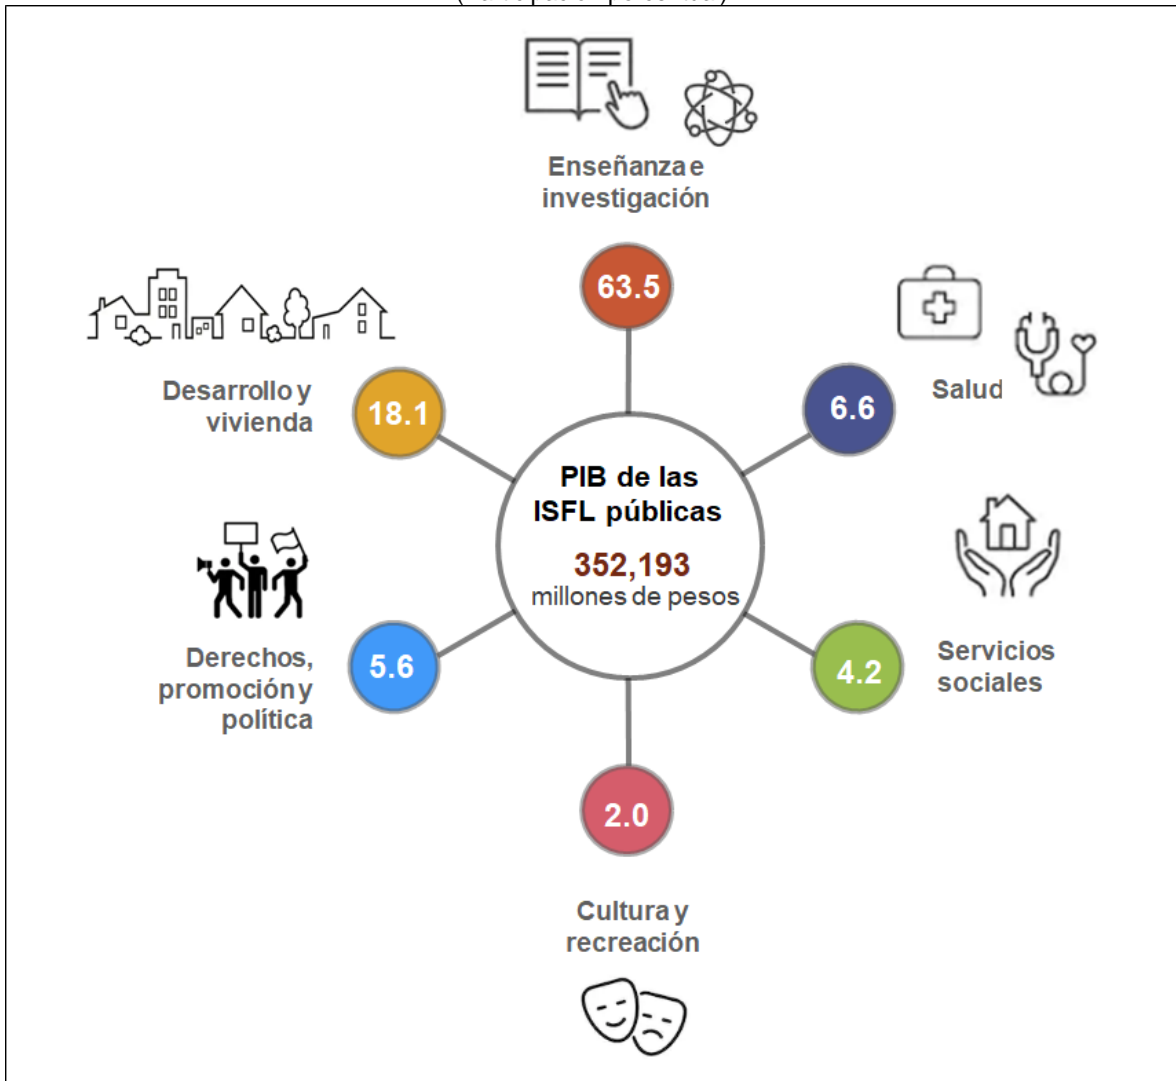 Enseñanza e
investigación
63.5
Desarrollo y
vivienda
18.1
6.6
Salud
PIB de las
ISFL públicas
352,193
millones de pesos
Derechos,
promoción y
política
5.6
4.2
Servicios
sociales
2.0
Cultura y
recreación